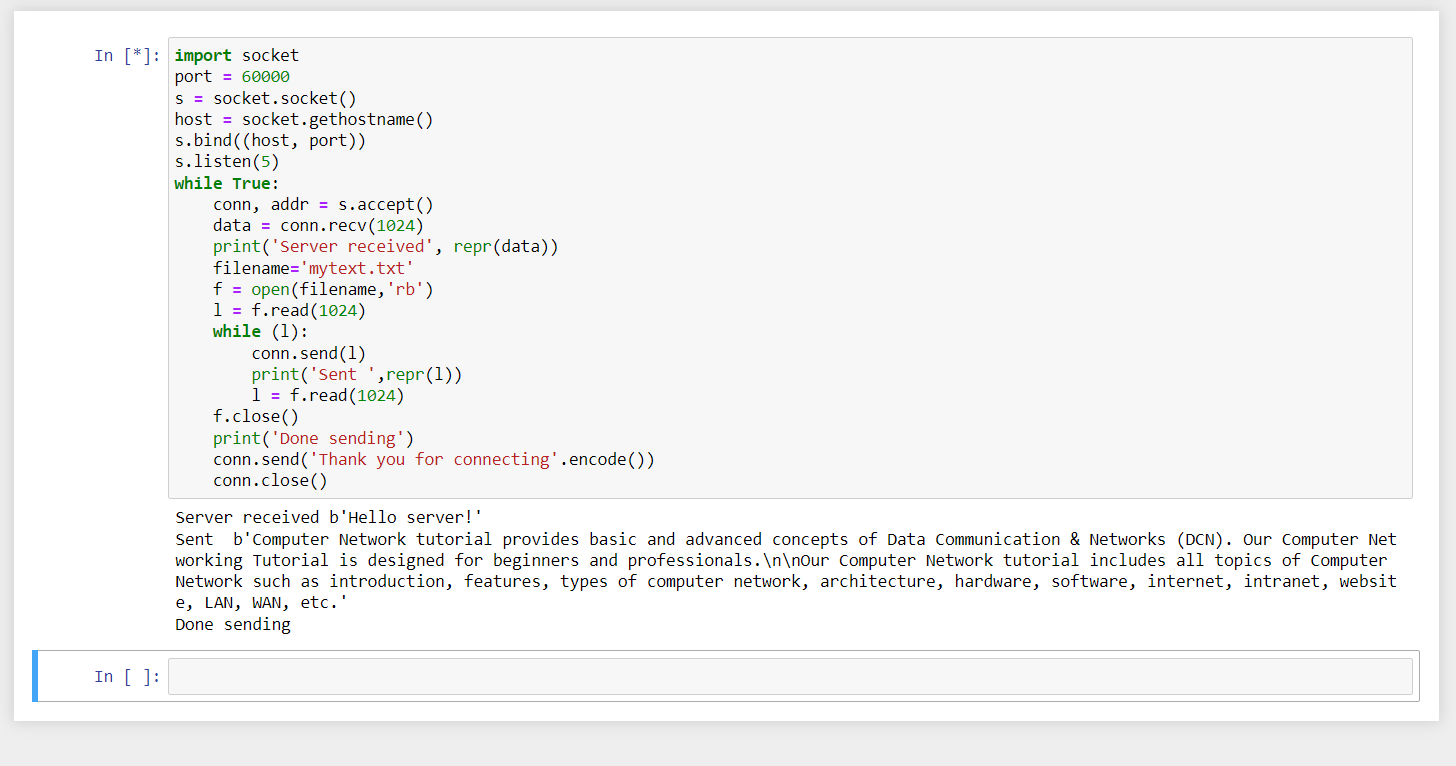 In [*]: import socket
port = 60000
s = socket.socket()
host = socket.gethostname()
s.bind((host, port))
s.listen(5)
while True:
    conn, addr = s.accept()
    data = conn.recv(1024)
    print('Server received', repr(data))
    filename='mytext.txt'
    f = open(filename,'rb')
    l = f.read(1024)
    while (l):
        conn.send(l)
        print('Sent ',repr(l))
        l = f.read(1024)
    f.close()
    print('Done sending')
    conn.send('Thank you for connecting'.encode())
    conn.close()
Server received b'Hello server!'
Sent  b'Computer Network tutorial provides basic and advanced concepts of Data Communication & Networks (DCN). Our Computer Net
working Tutorial is designed for beginners and professionals.\n\nOur Computer Network tutorial includes all topics of Computer
Network such as introduction, features, types of computer network, architecture, hardware, software, internet, intranet, websit
e, LAN, WAN, etc.'
Done sending
In [ ]: